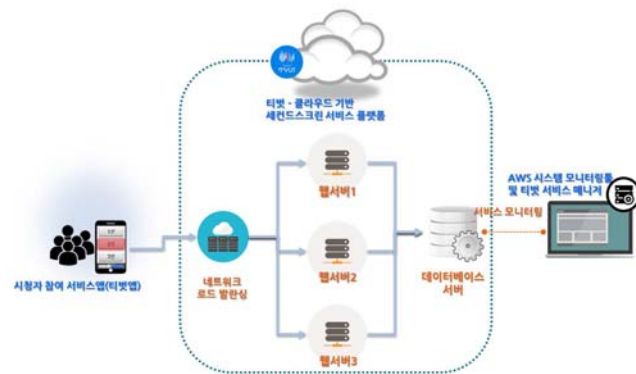 티벗 - 클라우드 기반
세컨드스크린 서비스 플랫폼
웹서버1
AWS 시스템 모니터링툴
및 티벗 서비스 매니저
서비스 모니터링
시청자 참여 서비스앱(티벗앱)
네트워크
로드 발란싱
웹서버2
데이터베이스
서버
웹서버3